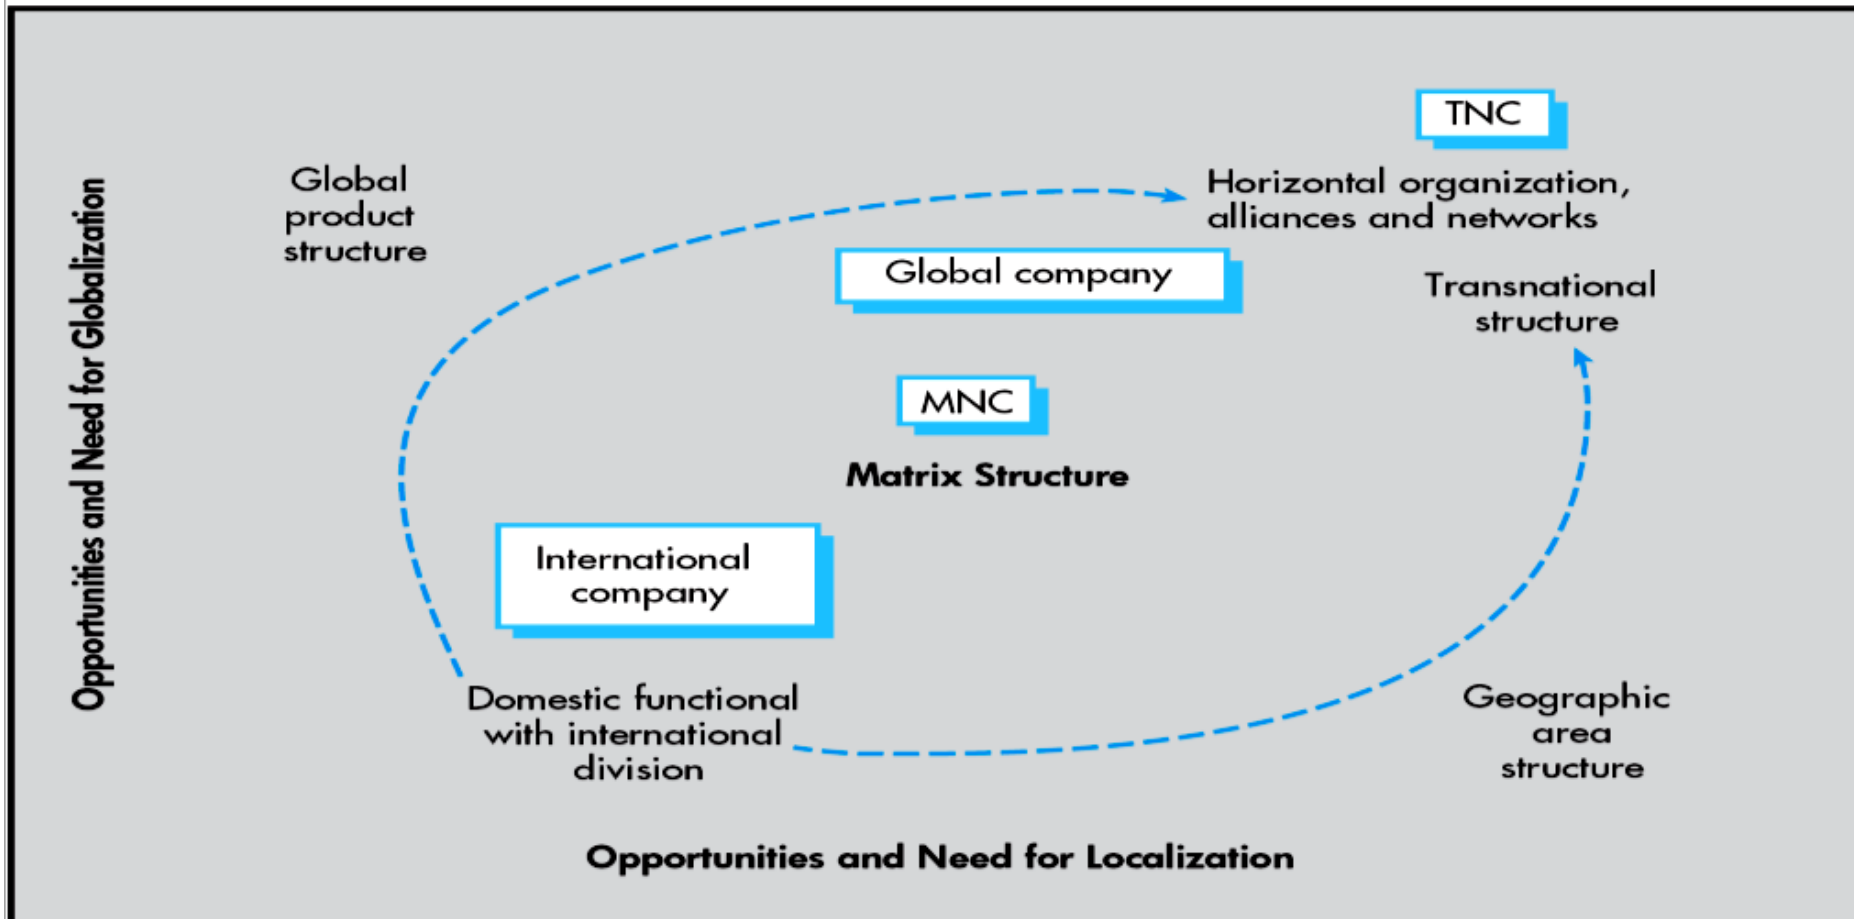 TNC
Global
product
structure
Horizontal organization,
alliances and networks
Global company
Transnational
structure
MNC
Matrix Structure
International
company
Domestic functional
with international
division
Geographic
area
structure
Opportunities and Need for Globalization
Opportunities and Need for Localization